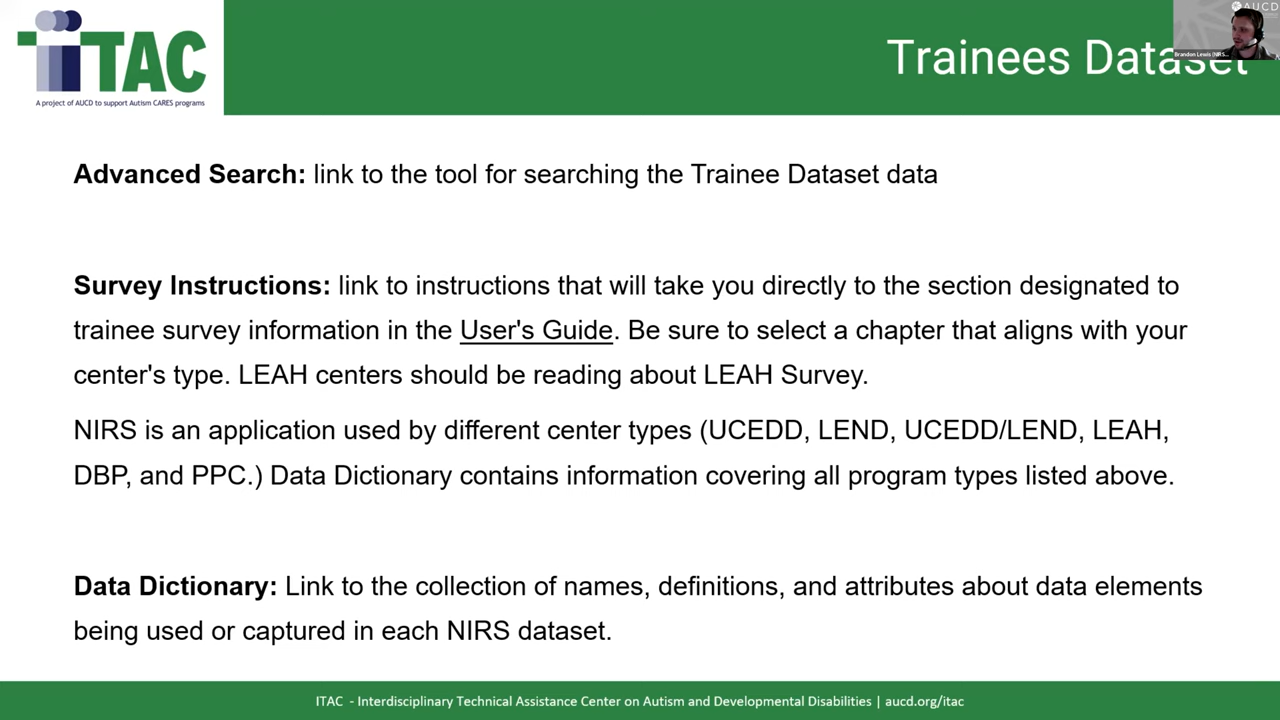 iTAC
A project of AUCD to support Autism CARES programs
Trainees Dataset
AUCD
Brandon Lewis (NIRS...
Advanced Search: link to the tool for searching the Trainee Dataset data
Survey Instructions: link to instructions that will take you directly to the section designated to
trainee survey information in the User's Guide. Be sure to select a chapter that aligns with your
center's type. LEAH centers should be reading about LEAH Survey.
NIRS is an application used by different center types (UCEDD, LEND, UCEDD/LEND, LEAH,
DBP, and PPC.) Data Dictionary contains information covering all program types listed above.
Data Dictionary: Link to the collection of names, definitions, and attributes about data elements
being used or captured in each NIRS dataset.
ITAC - Interdisciplinary Technical Assistance Center on Autism and Developmental Disabilities | aucd.org/itac